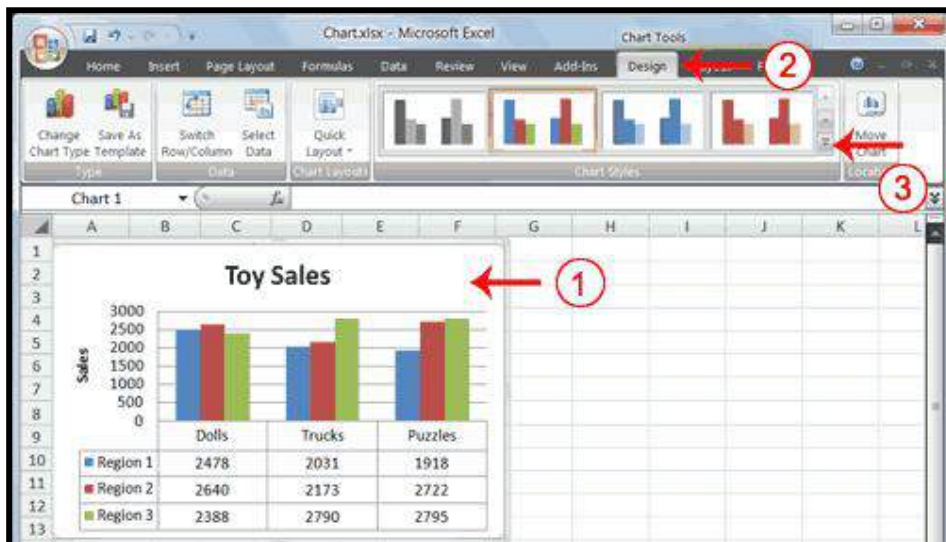 Chart.xlsx - Microsoft Excel
Chart Tools
Home Insert Page Layout Formulas Data Review View Add-Ins Design
2
Change Chart Type
Save As Template
Switch Row/Column
Select Data
Quick Layout
Move Chart
Type
Data
Chart Layouts
Chart Styles
3
Chart 1
fx
A B C D E F G H I J K L
1
2
3
4
5
6
7
8
9
10
11
12
13
Toy Sales
1
Sales
3000
2500
2000
1500
1000
500
0
Dolls Trucks Puzzles
Region 1 2478 2031 1918
Region 2 2640 2173 2722
Region 3 2388 2790 2795